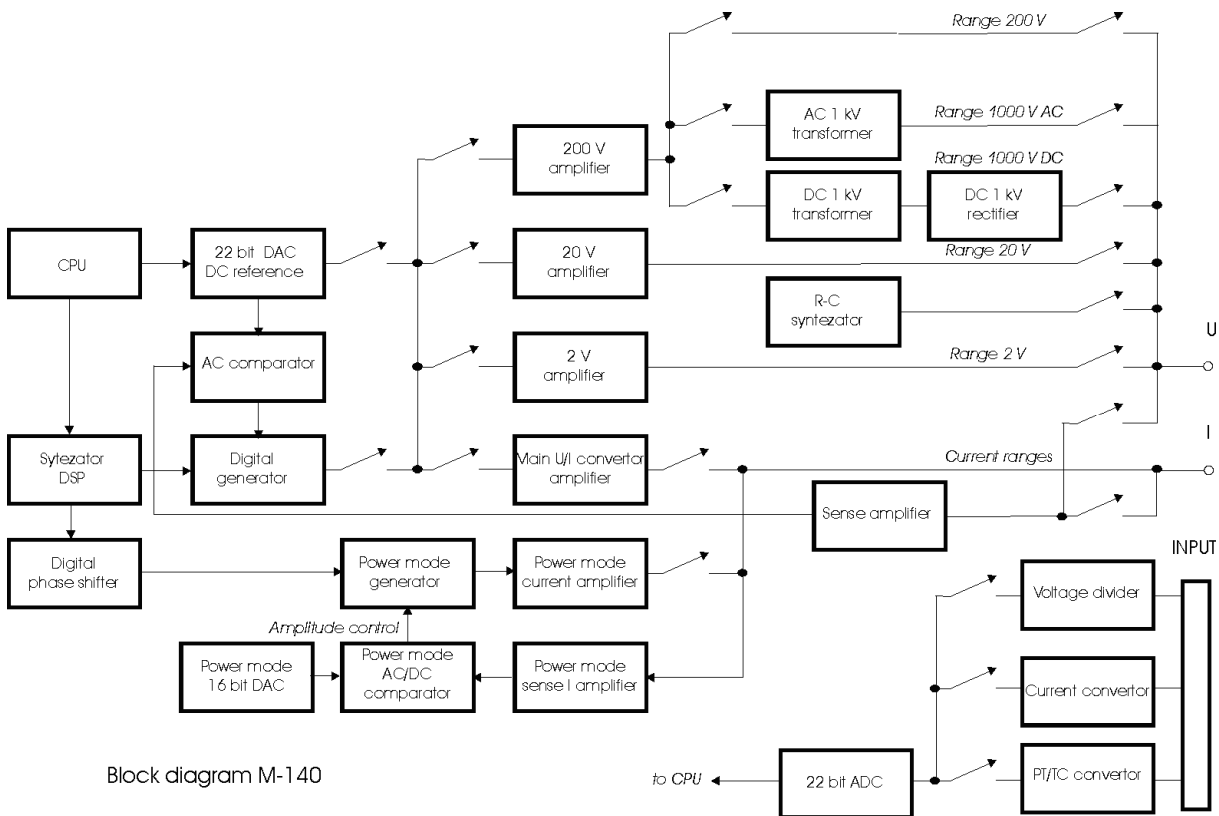 Range 200 V
AC 1 kV
transformer
Range 1000 V AC
200 V
amplifier
Range 1000 V DC
DC 1 kV
transformer
DC 1 kV
rectifier
CPU
22 bit DAC
DC reference
20 V
amplifier
Range 20 V
R-C
syntezator
U
AC comparator
2 V
amplifier
Range 2 V
I
Sytezator
DSP
Digital
generator
Main U/I convertor
amplifier
Current ranges
Sense amplifier
INPUT
Digital
phase shifter
Power mode
generator
Power mode
current amplifier
Voltage divider
Amplitude control
Power mode
16 bit DAC
Power mode
AC/DC
comparator
Power mode
sense I amplifier
Current convertor
Block diagram M-140
to CPU
22 bit ADC
PT/TC convertor